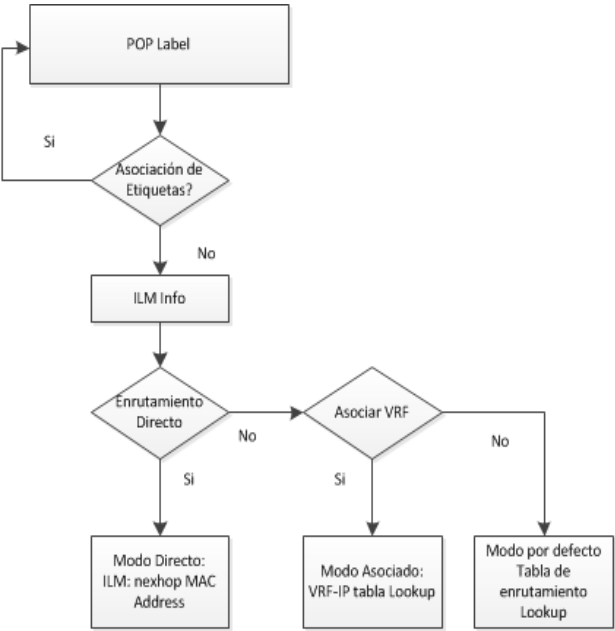 POP Label
Si
Asociación de
Etiquetas?
No
ILM Info
Enrutamiento
Directo
No
Asociar VRF
No
Si
Si
Modo Directo:
ILM: nexhop MAC
Address
Modo Asociado:
VRF-IP tabla Lookup
Modo por defecto
Tabla de
enrutamiento
Lookup